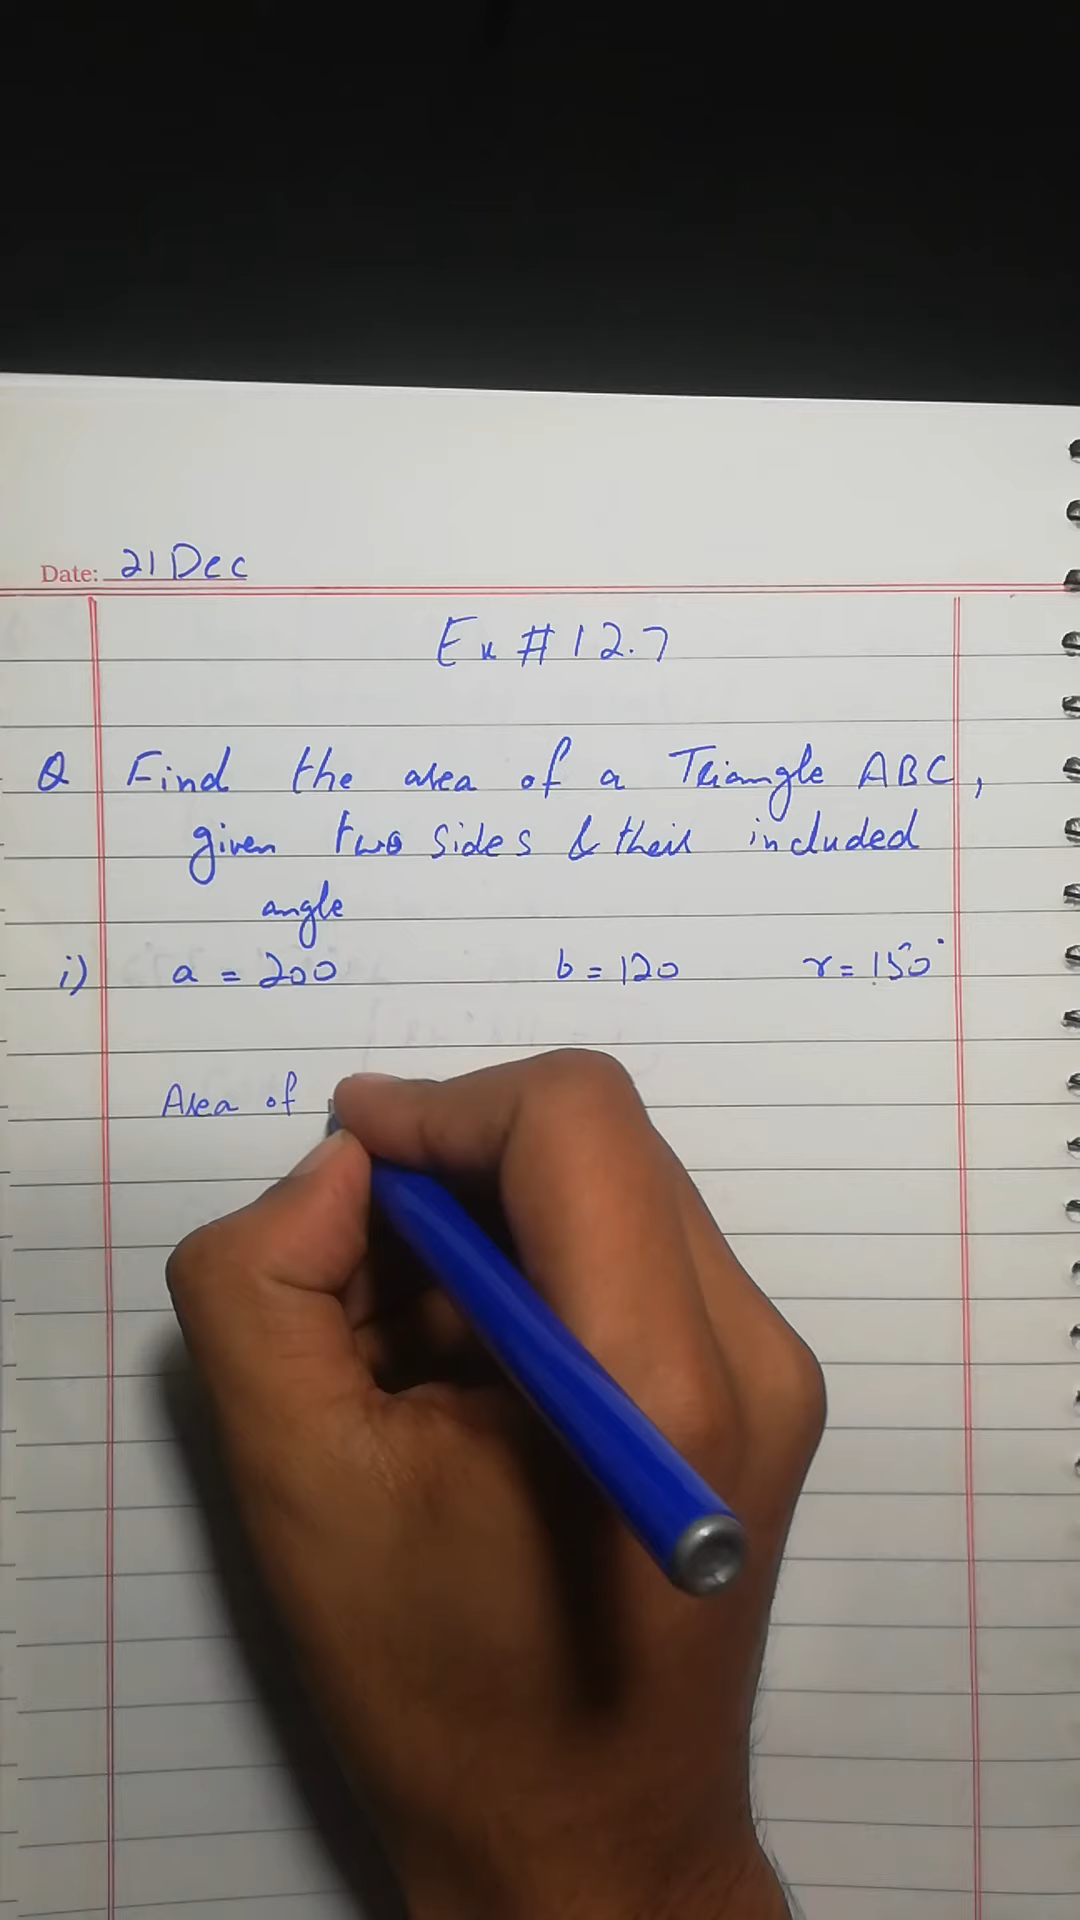 Date: 21 Dec
Ex # 12.7
Q Find the area of a Triangle ABC,
given two sides & their included
angle
i) a = 200 b = 120 γ = 150°
Area of